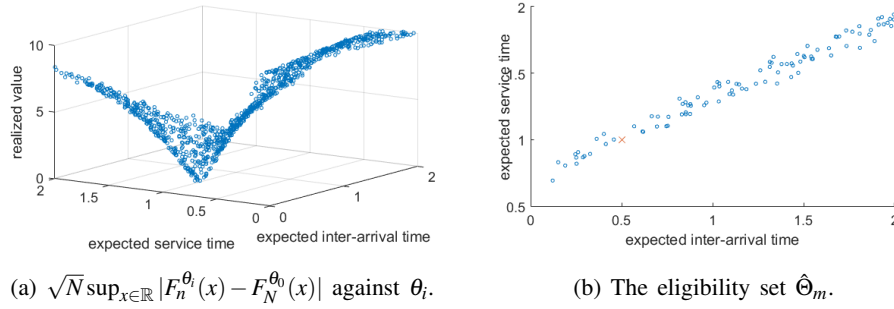 10
5
0
realized value
2
1.5
1
0.5
0
0
1
2
expected service time
expected inter-arrival time
2
1.5
1
0.5
expected service time
0
0.5
1
1.5
2
expected inter-arrival time
(a) √N sup_{x∈ℝ} |F_n^{θ_i}(x) − F_N^{θ_0}(x)| against θ_i.
(b) The eligibility set Θ̂_m.